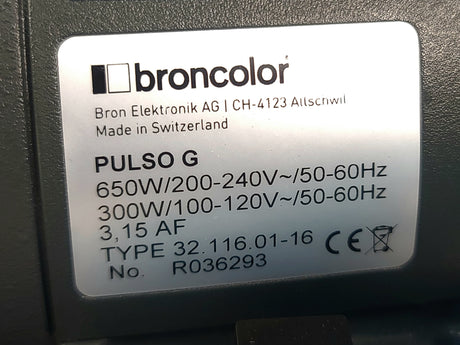 broncolor
Bron Elektronik AG | CH-4123 Allschwil
Made in Switzerland
PULSO G
650W/200-240V~/50-60Hz
300W/100-120V~/50-60Hz
3,15 AF
TYPE 32.116.01-16
No. R036293
CE